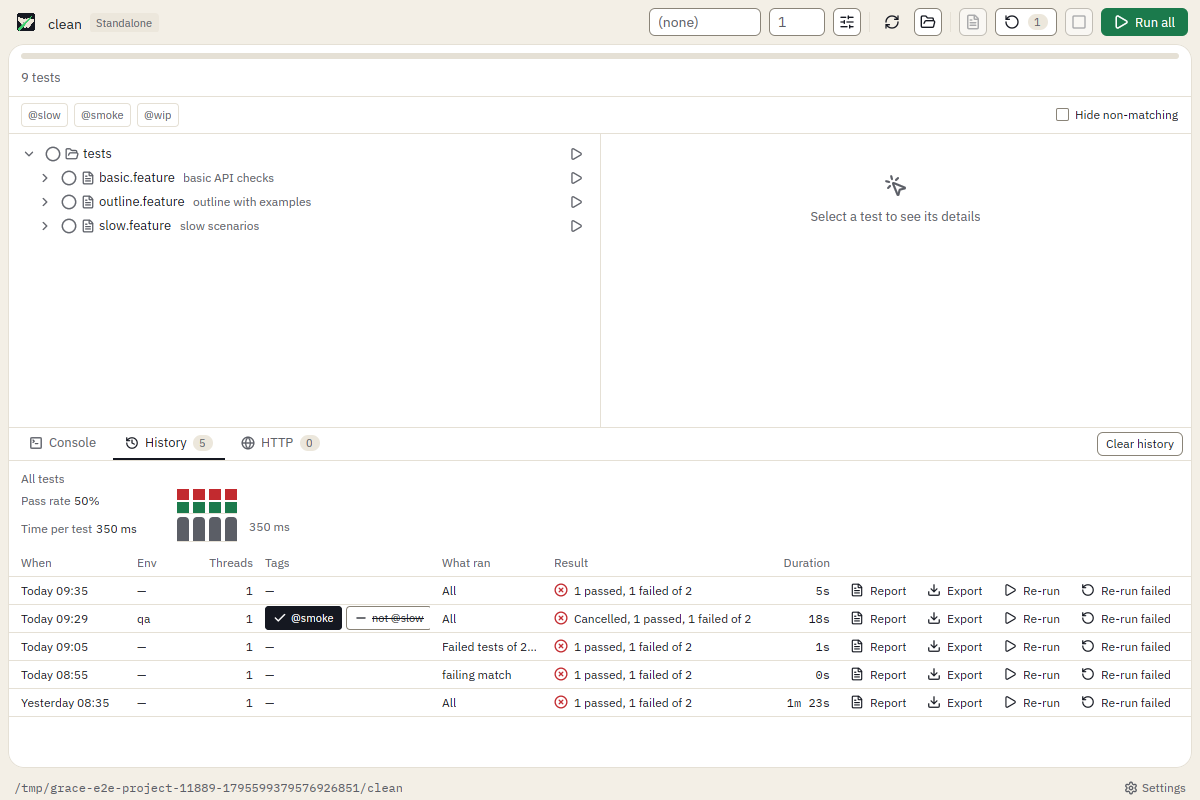 clean Standalone (none) 1 1 Run all
9 tests
@slow @smoke @wip Hide non-matching
tests
basic.feature basic API checks
outline.feature outline with examples
slow.feature slow scenarios
Select a test to see its details
Console History 5 HTTP 0 Clear history
All tests
Pass rate 50%
Time per test 350 ms 350 ms
When Env Threads Tags What ran Result Duration
Today 09:35 — 1 — All 1 passed, 1 failed of 2 5s Report Export Re-run Re-run failed
Today 09:29 qa 1 @smoke not @slow All Cancelled, 1 passed, 1 failed of 2 18s Report Export Re-run Re-run failed
Today 09:05 — 1 — Failed tests of 2... 1 passed, 1 failed of 2 1s Report Export Re-run Re-run failed
Today 08:55 — 1 — failing match 1 passed, 1 failed of 2 0s Report Export Re-run Re-run failed
Yesterday 08:35 — 1 — All 1 passed, 1 failed of 2 1m 23s Report Export Re-run Re-run failed
/tmp/grace-e2e-project-11889-1795599379576926851/clean Settings